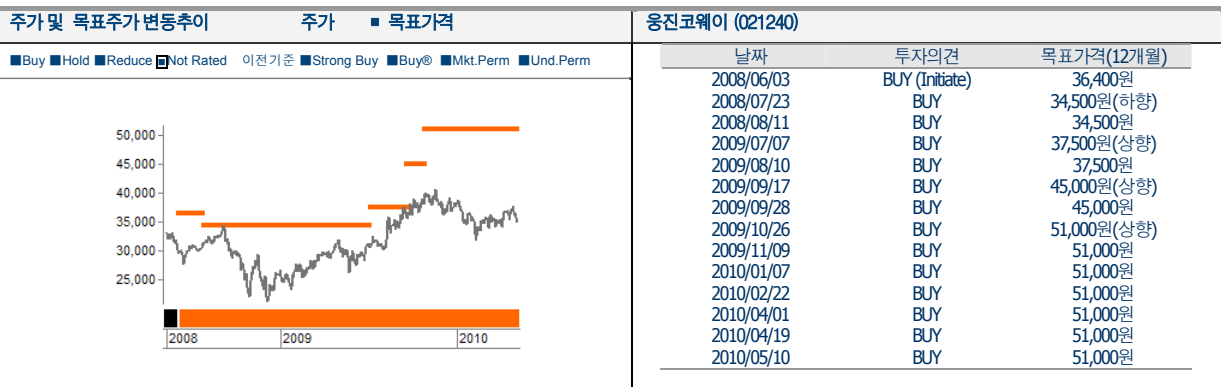 주가 및 목표주가 변동추이 주가 ■ 목표가격
■Buy ■Hold ■Reduce ■Not Rated 이전기준 ■Strong Buy ■Buy® ■Mkt.Perm ■Und.Perm
50,000
45,000
40,000
35,000
30,000
25,000
2008 2009 2010
웅진코웨이 (021240)
날짜 투자의견 목표가격(12개월)
2008/06/03 BUY (Initiate) 36,400원
2008/07/23 BUY 34,500원(하향)
2008/08/11 BUY 34,500원
2009/07/07 BUY 37,500원(상향)
2009/08/10 BUY 37,500원
2009/09/17 BUY 45,000원(상향)
2009/09/28 BUY 45,000원
2009/10/26 BUY 51,000원(상향)
2009/11/09 BUY 51,000원
2010/01/07 BUY 51,000원
2010/02/22 BUY 51,000원
2010/04/01 BUY 51,000원
2010/04/19 BUY 51,000원
2010/05/10 BUY 51,000원